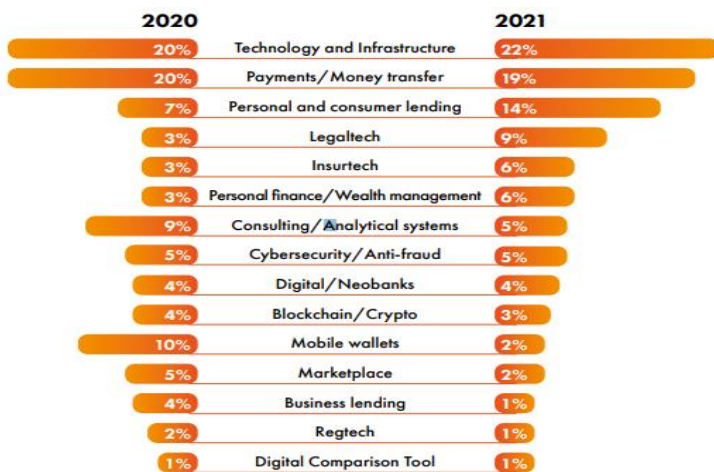 2020 2021
20% Technology and Infrastructure 22%
20% Payments/Money transfer 19%
7% Personal and consumer lending 14%
3% Legaltech 9%
3% Insurtech 6%
3% Personal finance/Wealth management 6%
9% Consulting/Analytical systems 5%
5% Cybersecurity/Anti-fraud 5%
4% Digital/Neobanks 4%
4% Blockchain/Crypto 3%
10% Mobile wallets 2%
5% Marketplace 2%
4% Business lending 1%
2% Regtech 1%
1% Digital Comparison Tool 1%